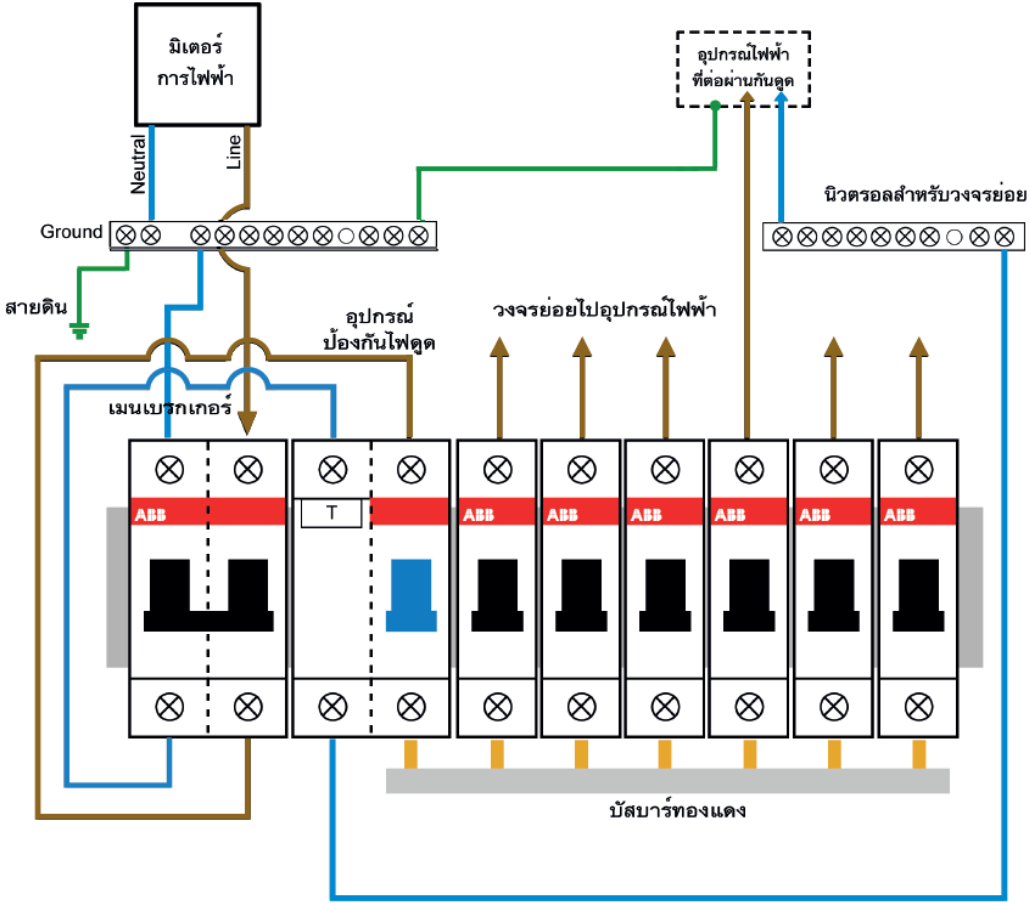 มิเตอร์
การไฟฟ้า
อุปกรณ์ไฟฟ้า
ที่ต่อผ่านกันดูด
Neutral
Line
นิวตรอลสำหรับวงจรย่อย
Ground
สายดิน
อุปกรณ์
ป้องกันไฟดูด
วงจรย่อยไปอุปกรณ์ไฟฟ้า
เมนเบรกเกอร์
ABB
T
ABB
ABB
ABB
ABB
ABB
ABB
บัสบาร์ทองแดง